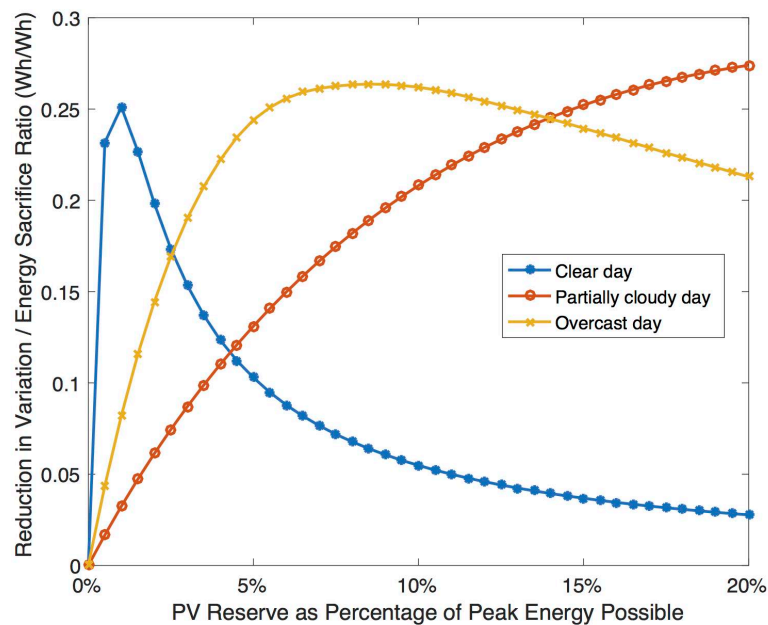 Reduction in Variation / Energy Sacrifice Ratio (Wh/Wh)
0.3
0.25
0.2
0.15
0.1
0.05
0
Clear day
Partially cloudy day
Overcast day
0% 5% 10% 15% 20%
PV Reserve as Percentage of Peak Energy Possible